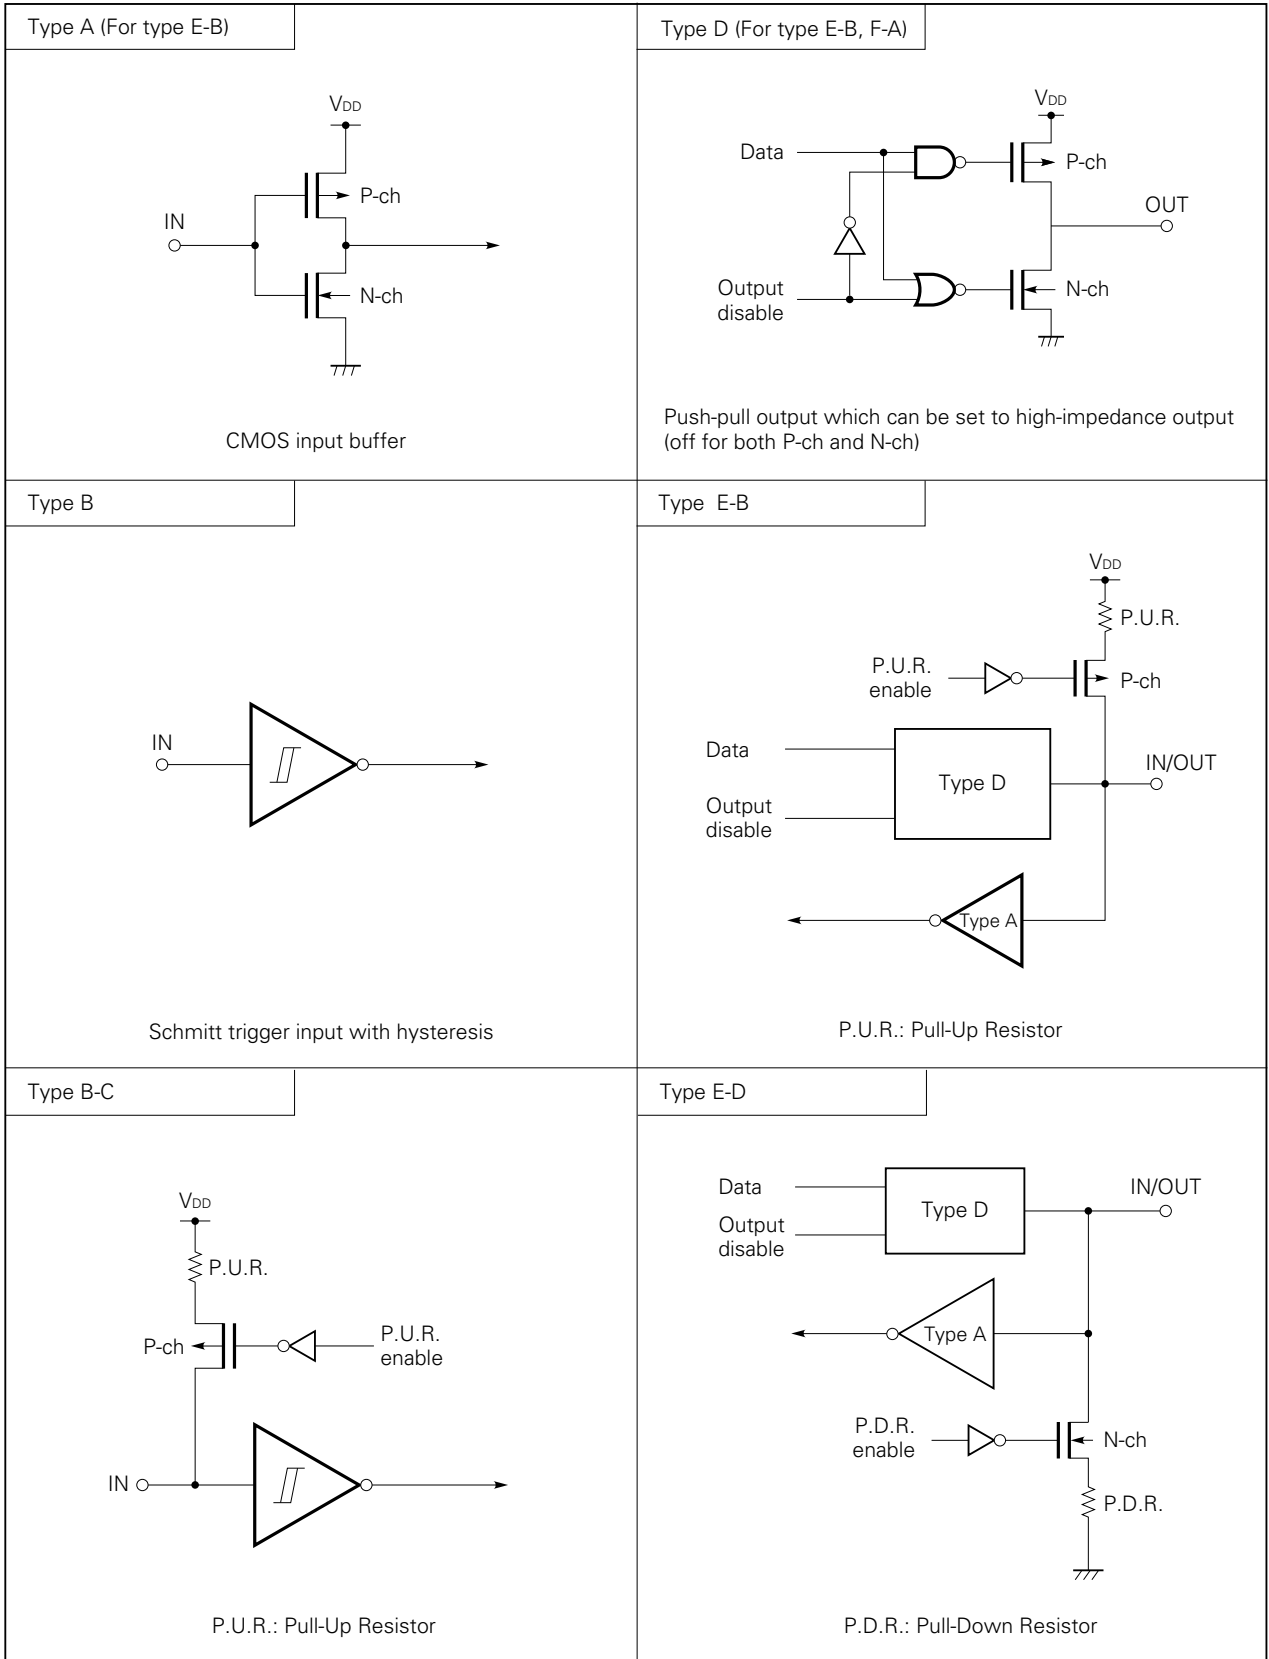 Type A (For type E-B)
VDD
P-ch
IN
N-ch
CMOS input buffer
Type D (For type E-B, F-A)
VDD
Data
P-ch
OUT
Output
disable
N-ch
Push-pull output which can be set to high-impedance output
(off for both P-ch and N-ch)
Type B
IN
Schmitt trigger input with hysteresis
Type E-B
VDD
P.U.R.
P.U.R.
enable
P-ch
Data
Type D
IN/OUT
Output
disable
Type A
P.U.R.: Pull-Up Resistor
Type B-C
VDD
P.U.R.
P-ch
P.U.R.
enable
IN
P.U.R.: Pull-Up Resistor
Type E-D
Data
Type D
IN/OUT
Output
disable
Type A
P.D.R.
enable
N-ch
P.D.R.
P.D.R.: Pull-Down Resistor